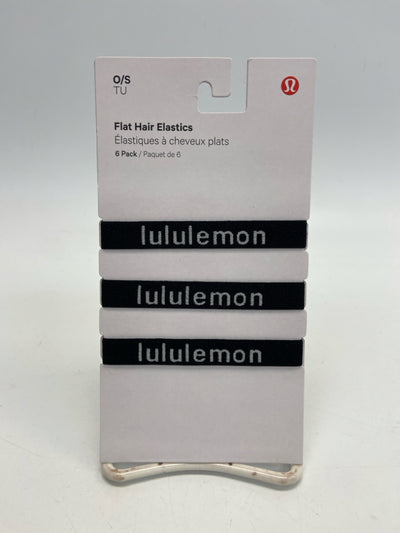 O/S
TU
Flat Hair Elastics
Élastiques à cheveux plats
6 Pack / Paquet de 6
lululemon
lululemon
lululemon